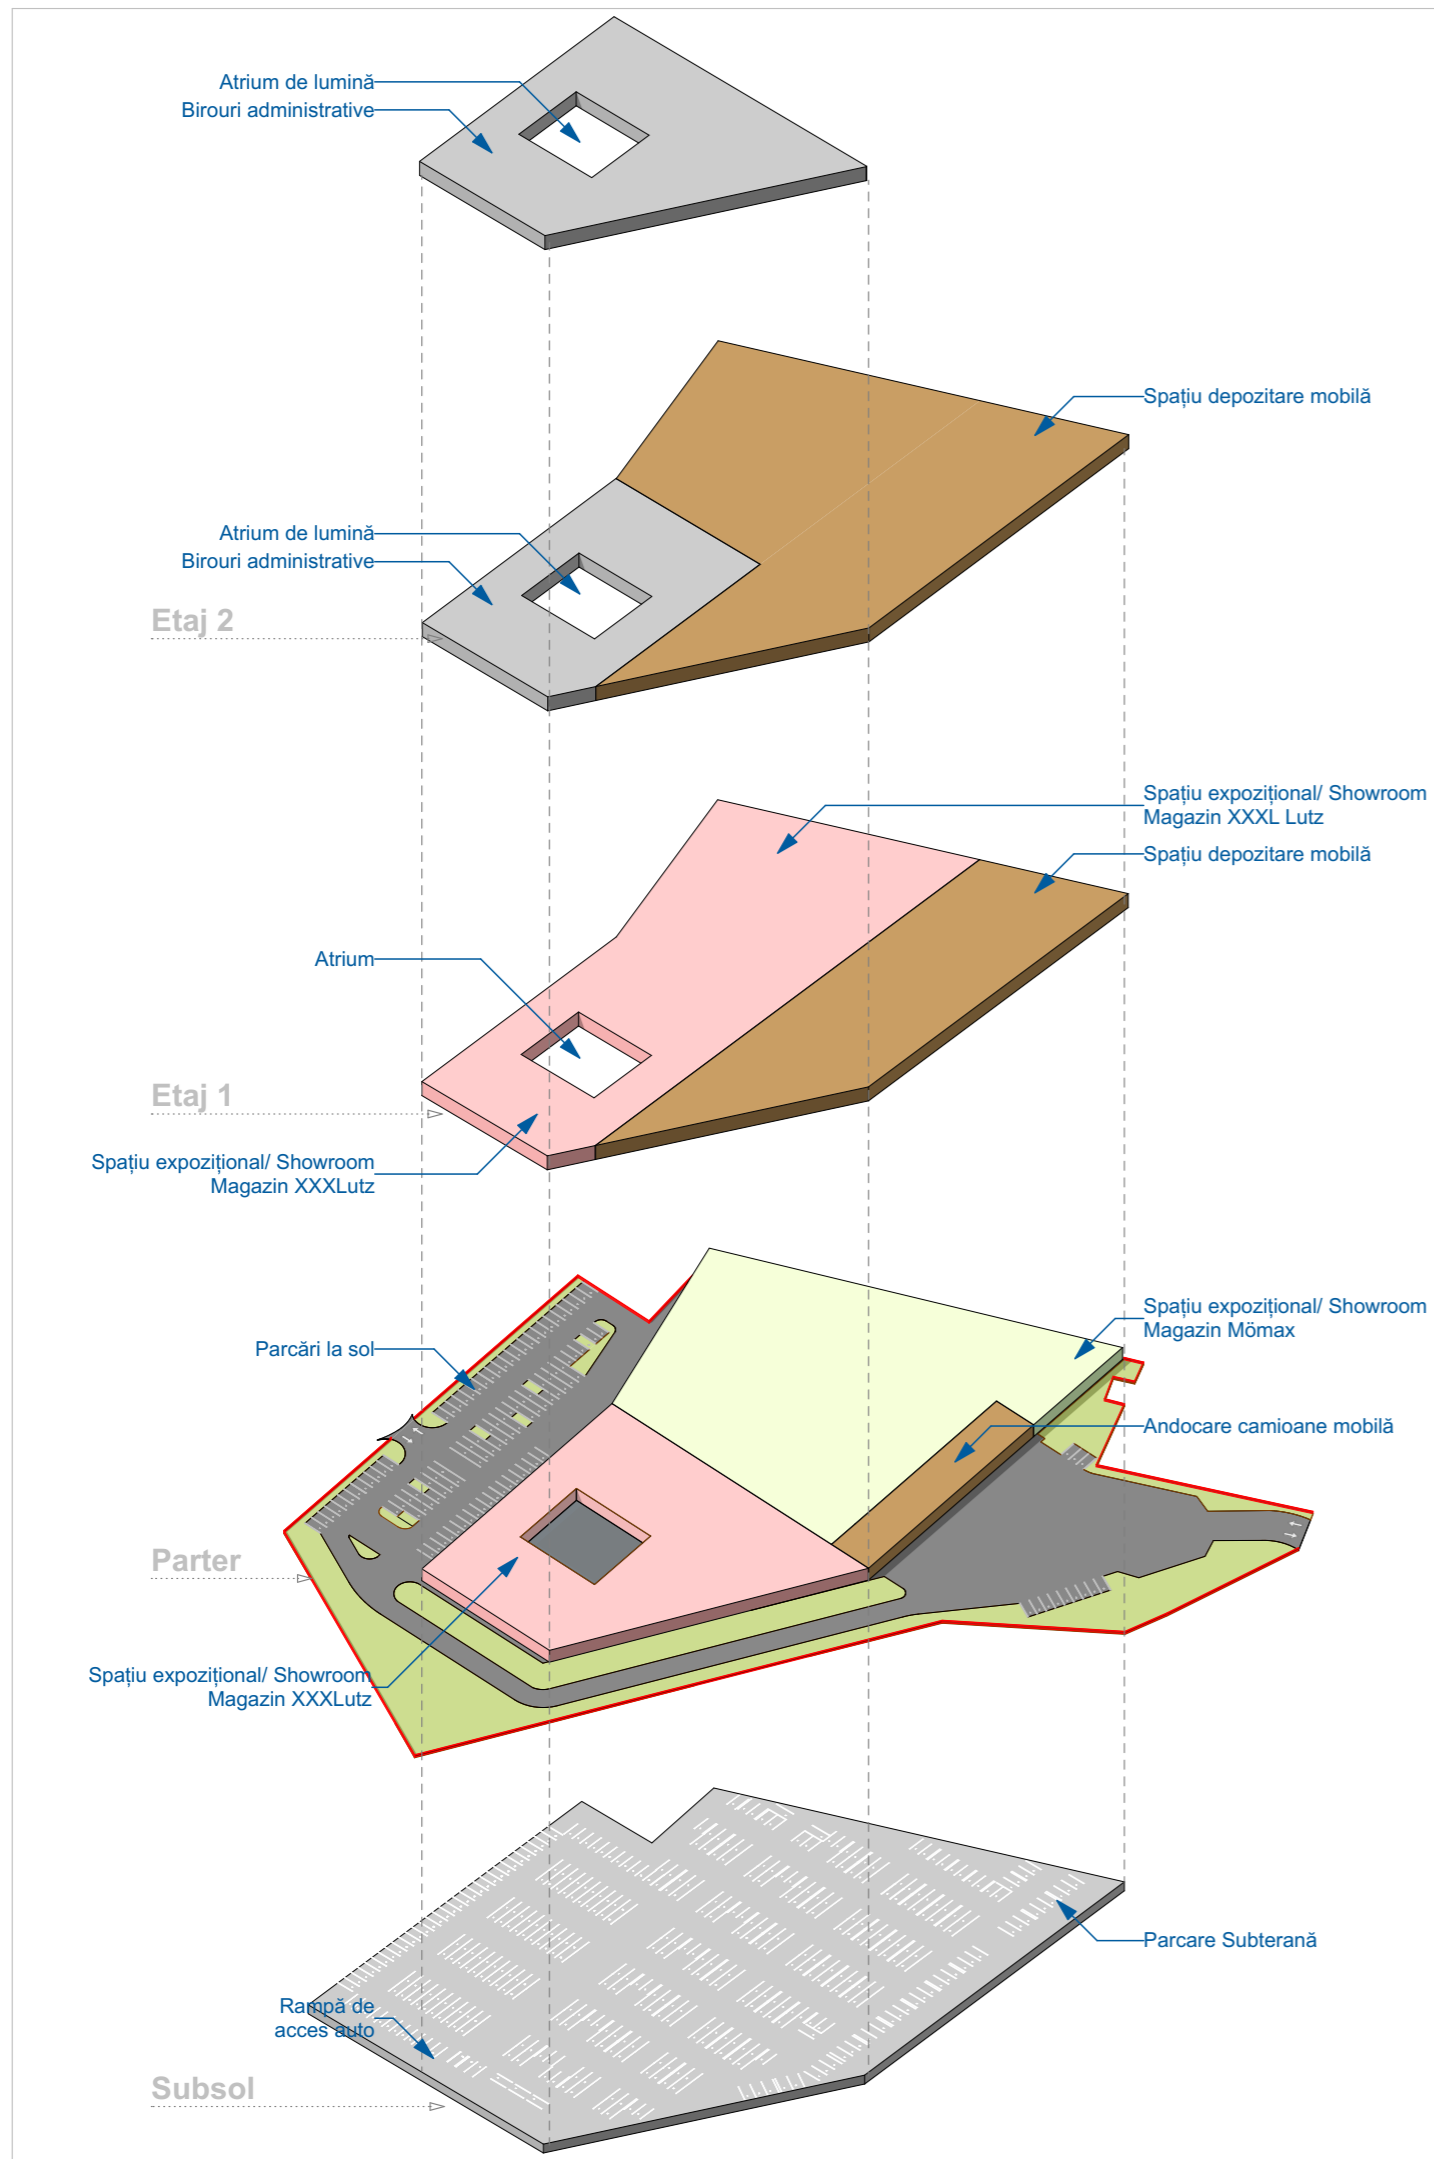 Atrium de lumină
Birouri administrative
Spațiu depozitare mobilă
Atrium de lumină
Birouri administrative
Etaj 2
Spațiu expozițional/ Showroom
Magazin XXXL Lutz
Spațiu depozitare mobilă
Atrium
Etaj 1
Spațiu expozițional/ Showroom
Magazin XXXLutz
Spațiu expozițional/ Showroom
Magazin Mömax
Parcări la sol
Andocare camioane mobilă
Parter
Spațiu expozițional/ Showroom
Magazin XXXLutz
Parcare Subterană
Rampă de
acces auto
Subsol